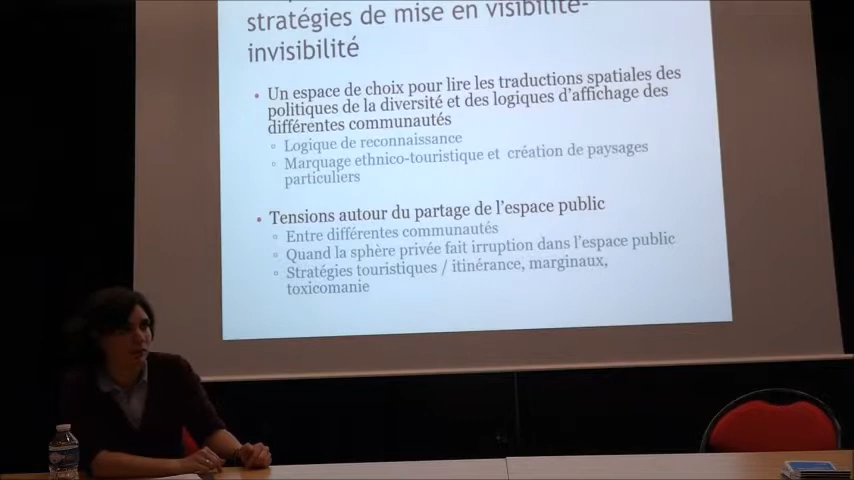 stratégies de mise en visibilité-
invisibilité
• Un espace de choix pour lire les traductions spatiales des
politiques de la diversité et des logiques d'affichage des
différentes communautés
▫ Logique de reconnaissance
▫ Marquage ethnico-touristique et création de paysages
particuliers
• Tensions autour du partage de l'espace public
▫ Entre différentes communautés
▫ Quand la sphère privée fait irruption dans l'espace public
▫ Stratégies touristiques / itinérance, marginaux,
toxicomanie